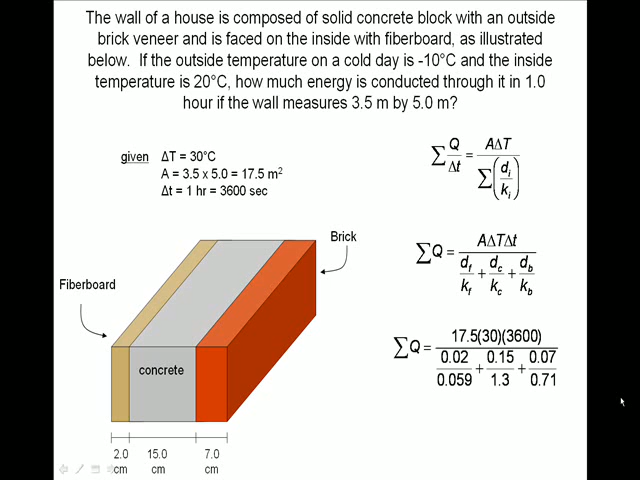 The wall of a house is composed of solid concrete block with an outside
brick veneer and is faced on the inside with fiberboard, as illustrated
below. If the outside temperature on a cold day is -10°C and the inside
temperature is 20°C, how much energy is conducted through it in 1.0
hour if the wall measures 3.5 m by 5.0 m?
given ΔT = 30°C
A = 3.5 x 5.0 = 17.5 m²
Δt = 1 hr = 3600 sec
∑ Q/Δt = AΔT / ∑(dᵢ/kᵢ)
∑Q = AΔTΔt / (d_f/k_f + d_c/k_c + d_b/k_b)
∑Q = 17.5(30)(3600) / (0.02/0.059 + 0.15/1.3 + 0.07/0.71)
Brick
Fiberboard
concrete
2.0 cm
15.0 cm
7.0 cm